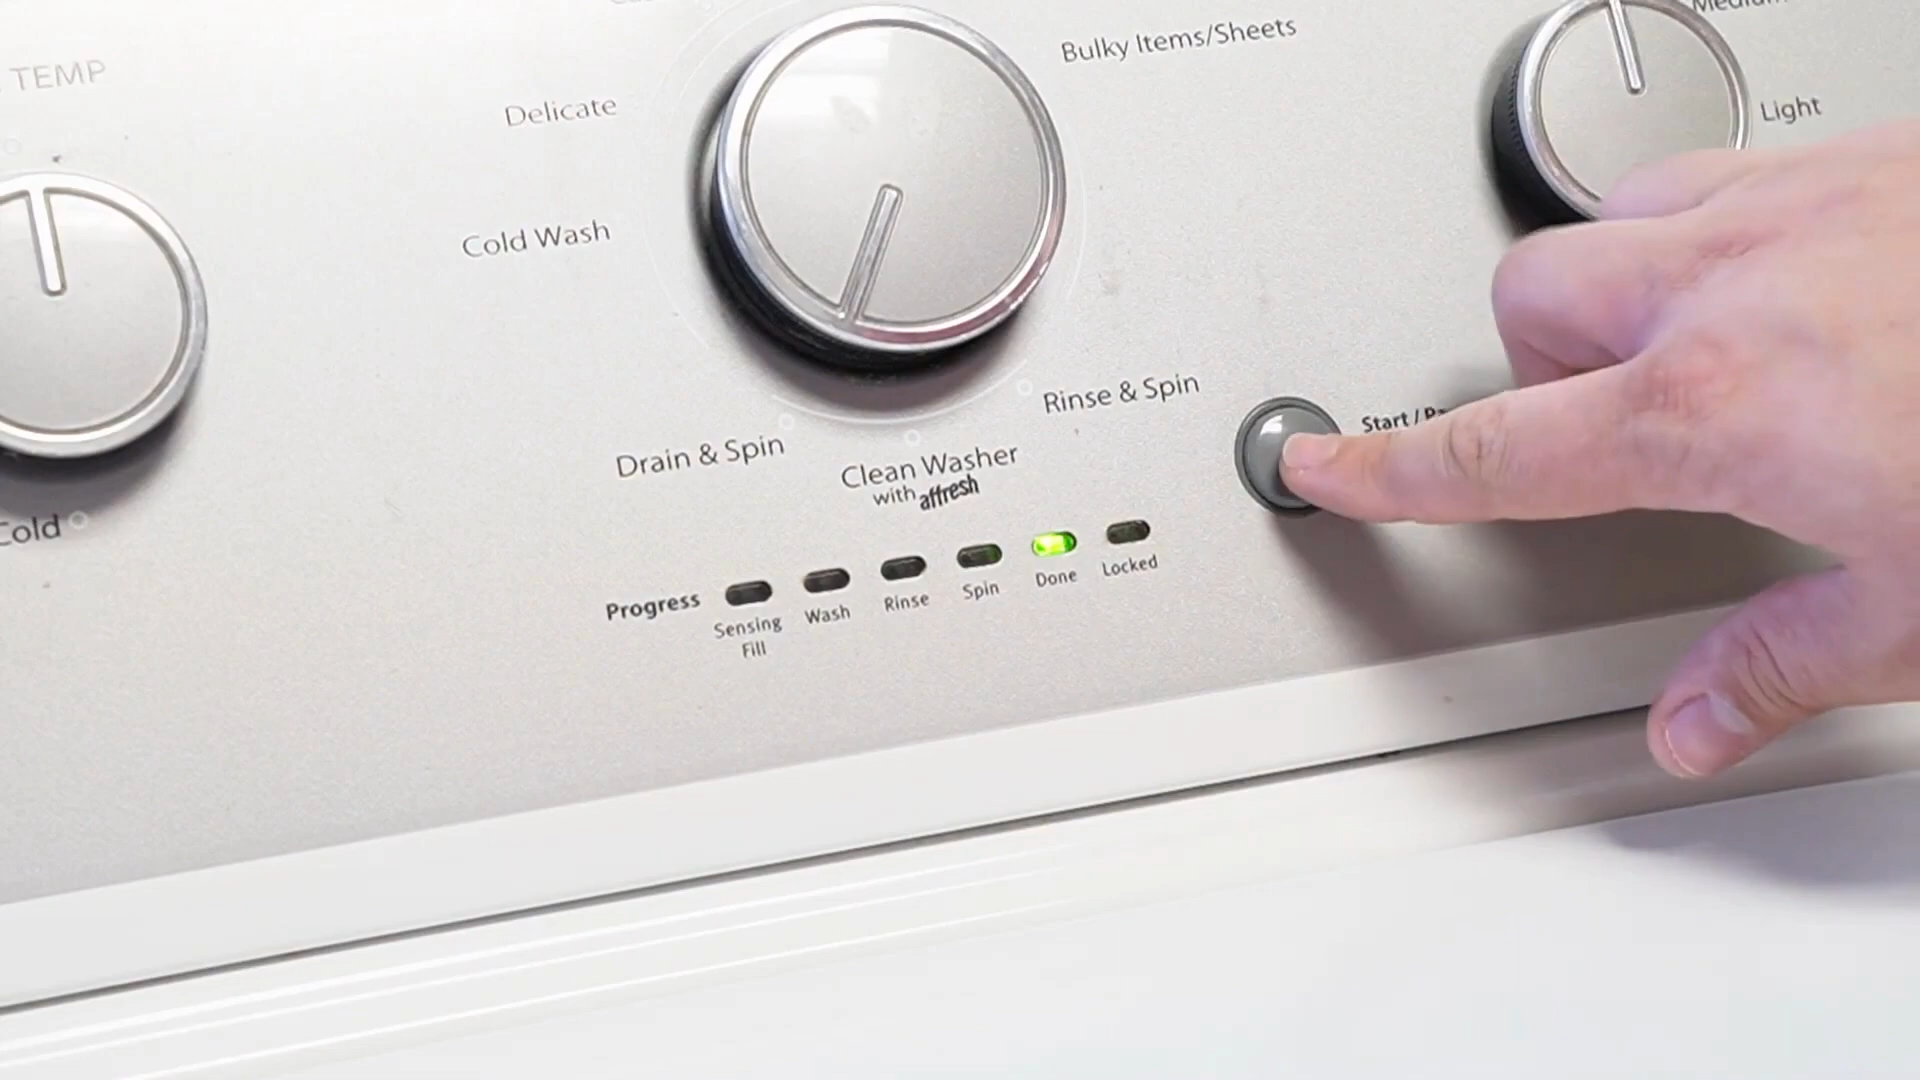 TEMP
Bulky Items/Sheets
Delicate
Light
Cold Wash
Rinse & Spin
Start /
Drain & Spin
Clean Washer
with affresh
Cold
Progress
Sensing
Fill
Wash
Rinse
Spin
Done
Locked